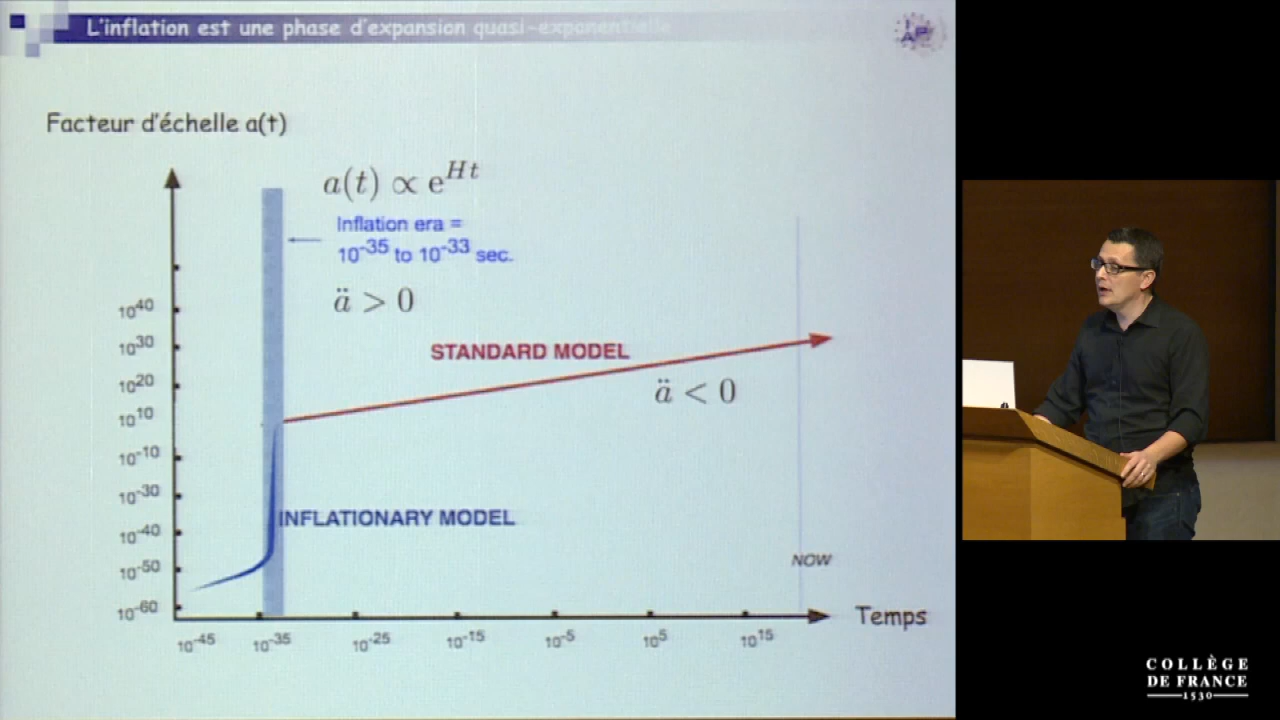 L'inflation est une phase d'expansion quasi-exponentielle
Facteur d'échelle a(t)
a(t) ∝ e^{Ht}
Inflation era =
10^{-35} to 10^{-33} sec.
ä > 0
10^{40}
10^{30}
STANDARD MODEL
10^{20}
ä < 0
10^{10}
10^{-10}
10^{-30}
INFLATIONARY MODEL
10^{-40}
10^{-50}
NOW
10^{-60}
Temps
10^{-45} 10^{-35} 10^{-25} 10^{-15} 10^{-5} 10^{5} 10^{15}
COLLÈGE
DE FRANCE
1530